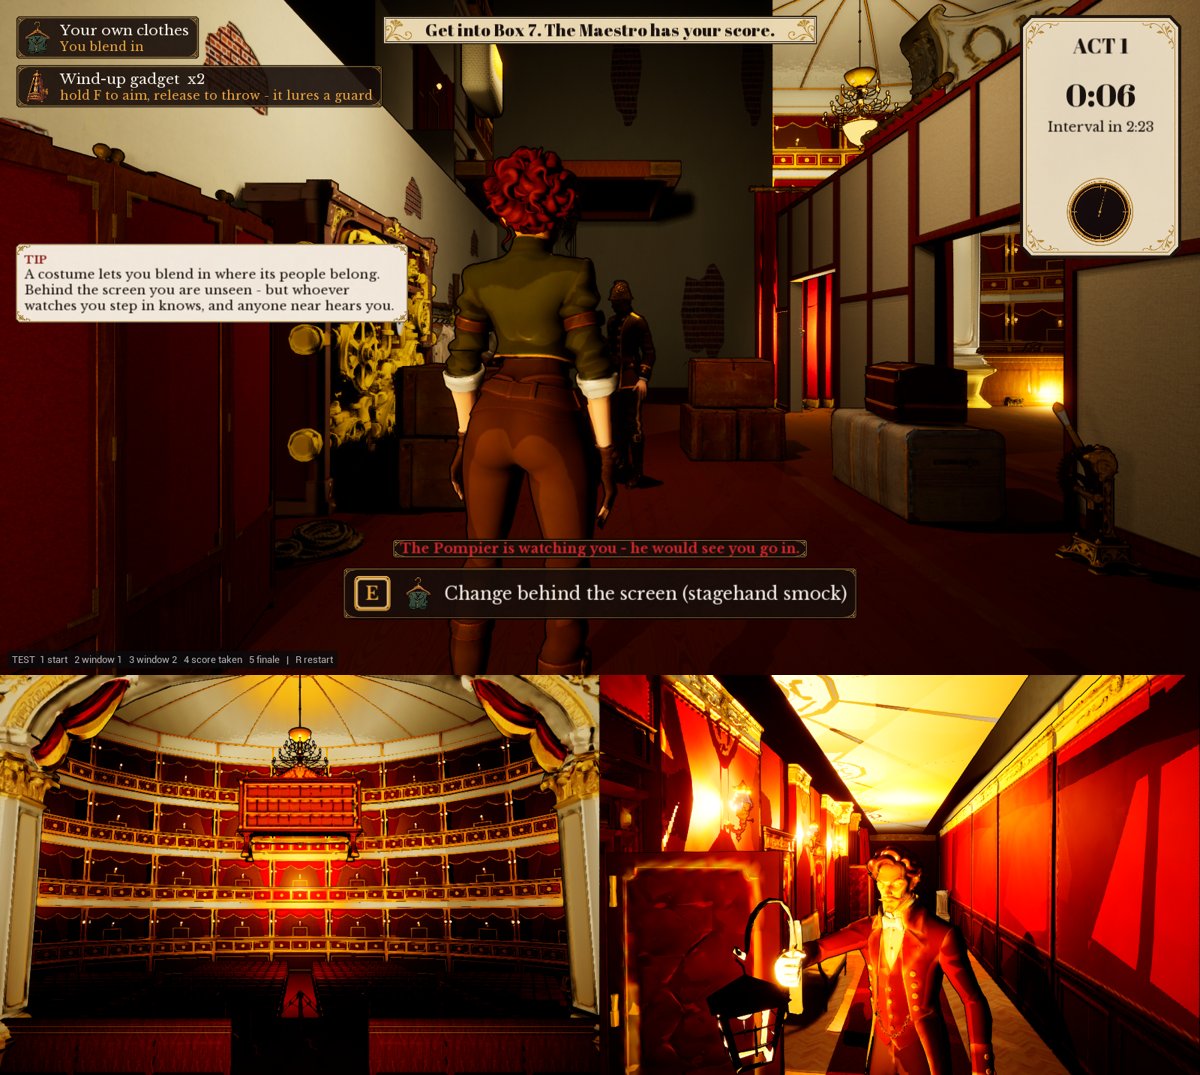 Your own clothes
You blend in
Wind-up gadget x2
hold F to aim, release to throw - it lures a guard
Get into Box 7. The Maestro has your score.
ACT 1
0:06
Interval in 2:23
TIP
A costume lets you blend in where its people belong.
Behind the screen you are unseen - but whoever
watches you step in knows, and anyone near hears you.
The Pompier is watching you - he would see you go in.
E Change behind the screen (stagehand smock)
TEST 1 start 2 window 1 3 window 2 4 score taken 5 finale | R restart